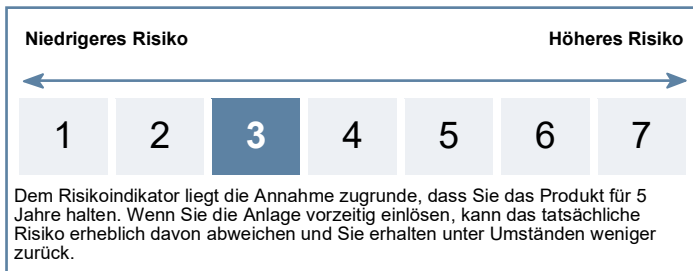 Niedrigeres Risiko Höheres Risiko
1 2 3 4 5 6 7
Dem Risikoindikator liegt die Annahme zugrunde, dass Sie das Produkt für 5
Jahre halten. Wenn Sie die Anlage vorzeitig einlösen, kann das tatsächliche
Risiko erheblich davon abweichen und Sie erhalten unter Umständen weniger
zurück.